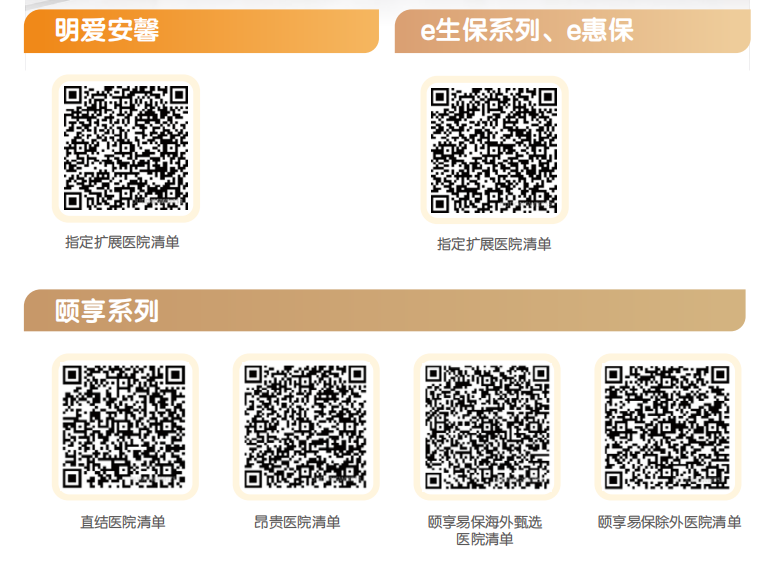 明爱安馨
e生保系列、e惠保
指定扩展医院清单
指定扩展医院清单
颐享系列
直结医院清单
昂贵医院清单
颐享易保海外甄选
医院清单
颐享易保除外医院清单